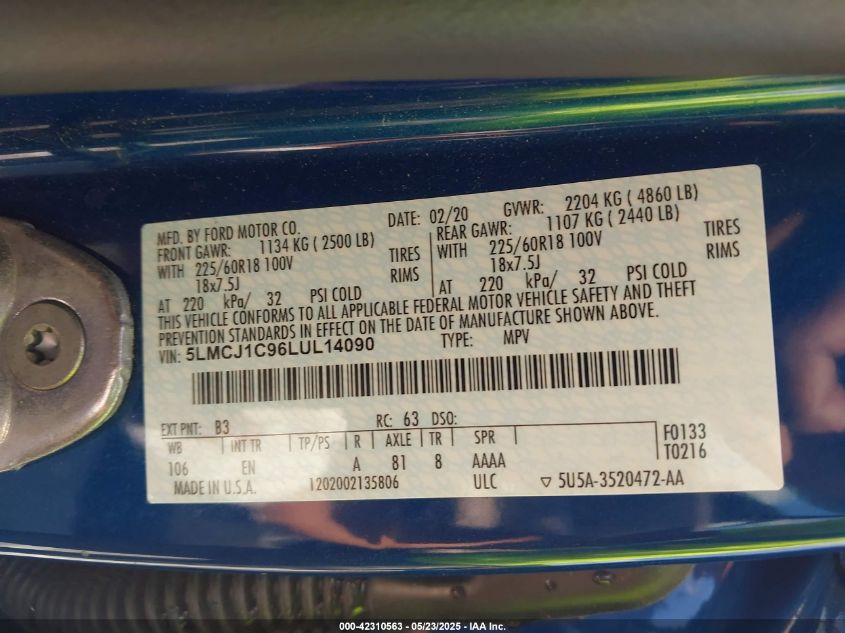 MFD. BY FORD MOTOR CO. DATE: 02/20 GVWR: 2204 KG ( 4860 LB)
FRONT GAWR: 1134 KG ( 2500 LB) REAR GAWR: 1107 KG ( 2440 LB)
WITH 225/60R18 100V TIRES WITH 225/60R18 100V TIRES
18x7.5J RIMS 18x7.5J RIMS
AT 220 kPa/ 32 PSI COLD AT 220 kPa/ 32 PSI COLD
THIS VEHICLE CONFORMS TO ALL APPLICABLE FEDERAL MOTOR VEHICLE SAFETY AND THEFT
PREVENTION STANDARDS IN EFFECT ON THE DATE OF MANUFACTURE SHOWN ABOVE.
VIN: 5LMCJ1C96LUL14090 TYPE: MPV
EXT PNT: B3 RC: 63 DSO:
WB INT TR TP/PS R AXLE TR SPR F0133
106 EN A 81 8 AAAA T0216
MADE IN U.S.A. 1202002135806 ULC ▽ 5U5A-3520472-AA
000-42310563 - 05/23/2025 - IAA Inc.